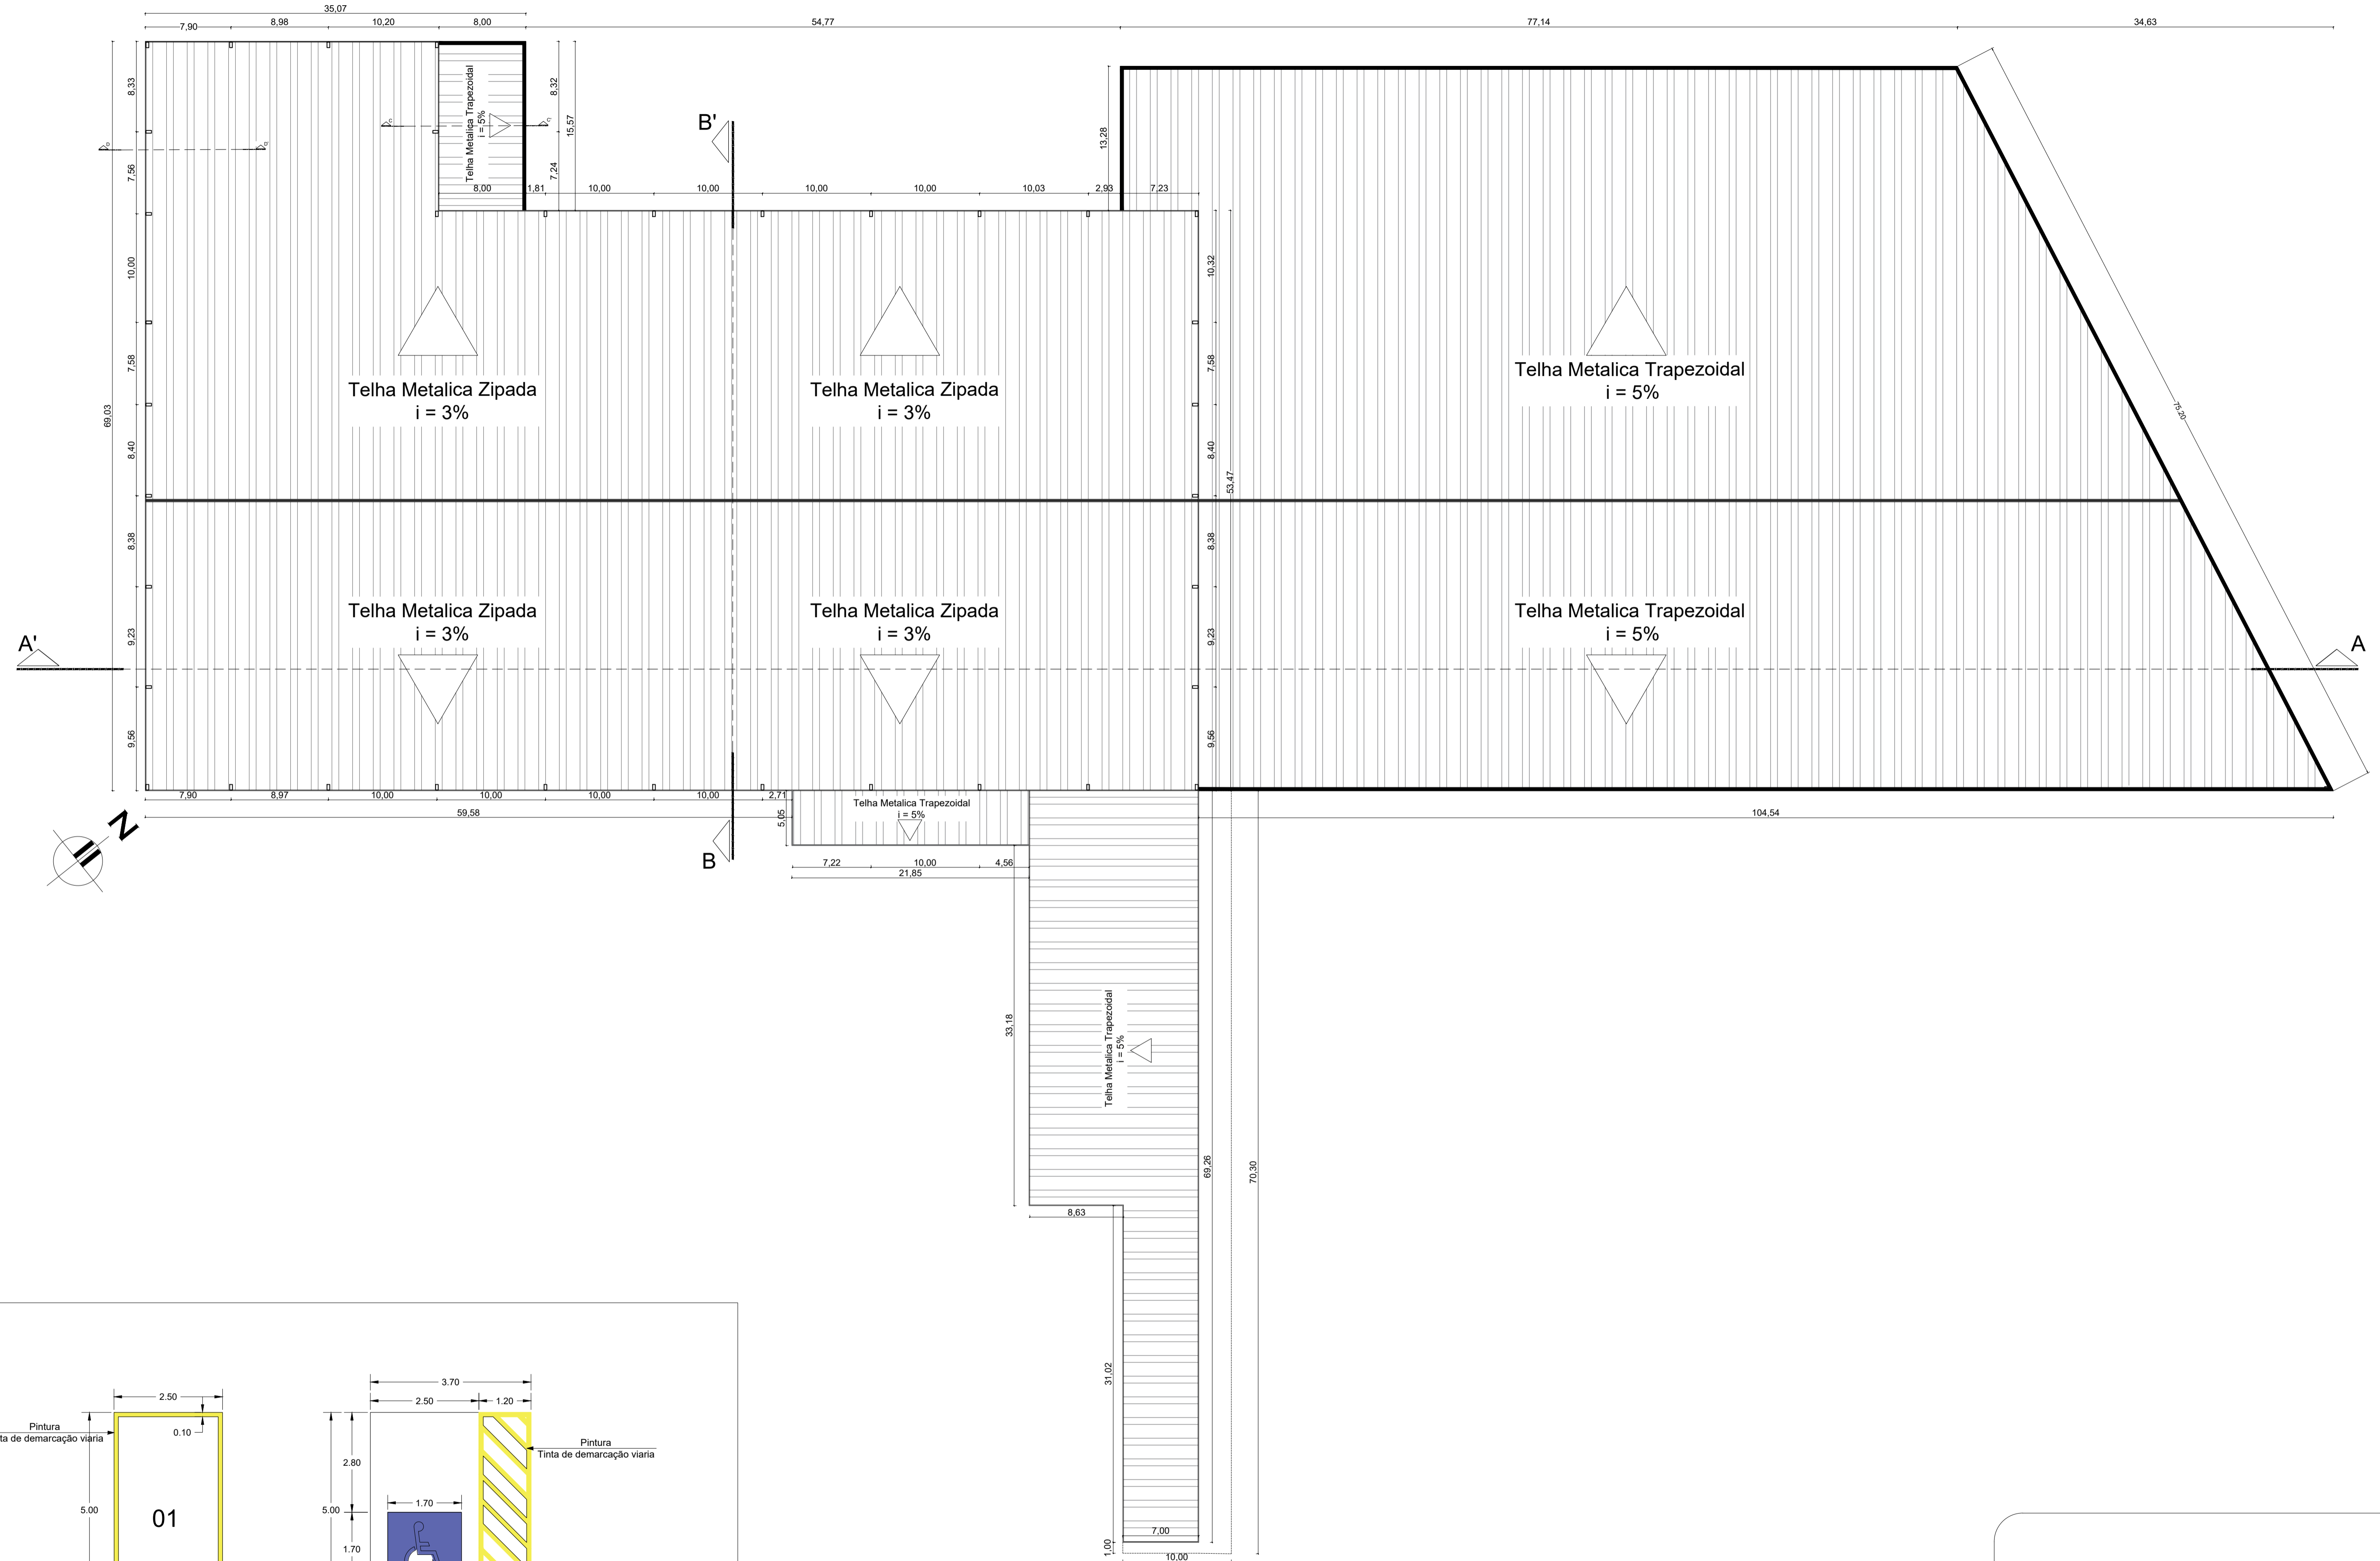 35,07
7,90
8,98
10,20
8,00
54,77
77,14
34,63
8,33
7,56
10,00
7,58
8,40
8,38
9,23
9,56
69,03
Telha Metalica Trapezoidal
i = 5%
8,32
7,24
15,57
B'
13,28
8,00
1,81
10,00
10,00
10,00
10,00
10,03
2,93
7,23
10,32
7,58
8,40
53,47
8,38
9,23
9,56
75,20
Telha Metalica Zipada
i = 3%
Telha Metalica Zipada
i = 3%
Telha Metalica Trapezoidal
i = 5%
Telha Metalica Zipada
i = 3%
Telha Metalica Zipada
i = 3%
Telha Metalica Trapezoidal
i = 5%
A'
A
7,90
8,97
10,00
10,00
10,00
10,00
2,71
59,58
104,54
N
B
5,05
Telha Metalica Trapezoidal
i = 5%
7,22
10,00
4,56
21,85
33,18
Telha Metalica Trapezoidal
i = 5%
69,26
70,30
8,63
31,02
7,00
1,00
10,00
2.50
0.10
Pintura
ta de demarcação viaria
5.00
01
3.70
2.50
1.20
Pintura
Tinta de demarcação viaria
2.80
5.00
1.70
1.70